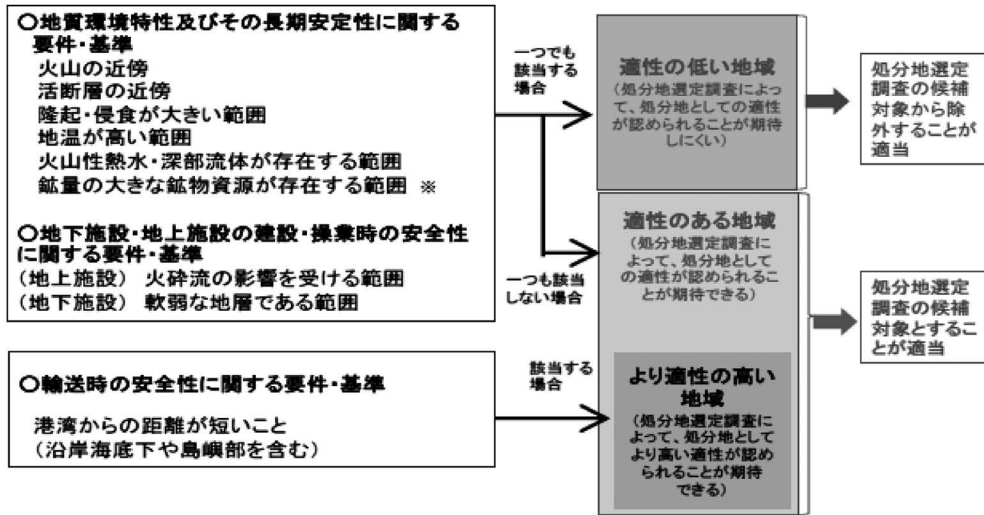 〇地質環境特性及びその長期安定性に関する
要件・基準
火山の近傍
活断層の近傍
隆起・侵食が大きい範囲
地温が高い範囲
火山性熱水・深部流体が存在する範囲
鉱量の大きな鉱物資源が存在する範囲 ※
〇地下施設・地上施設の建設・操業時の安全性
に関する要件・基準
(地上施設) 火砕流の影響を受ける範囲
(地下施設) 軟弱な地層である範囲
一つでも
該当する
場合
一つも該当
しない場合
適性の低い地域
(処分地選定調査によっ
て、処分地としての適性
が認められることが期待
しにくい)
処分地選定
調査の候補
対象から除
外することが
適当
適性のある地域
(処分地選定調査によ
って、処分地として
の適性が認められるこ
とが期待できる)
処分地選定
調査の候補
対象とするこ
とが適当
〇輸送時の安全性に関する要件・基準
港湾からの距離が短いこと
(沿岸海底下や島嶼部を含む)
該当する
場合
より適性の高い
地域
(処分地選定調査に
よって、処分地として
より高い適性が認め
られることが期待
できる)